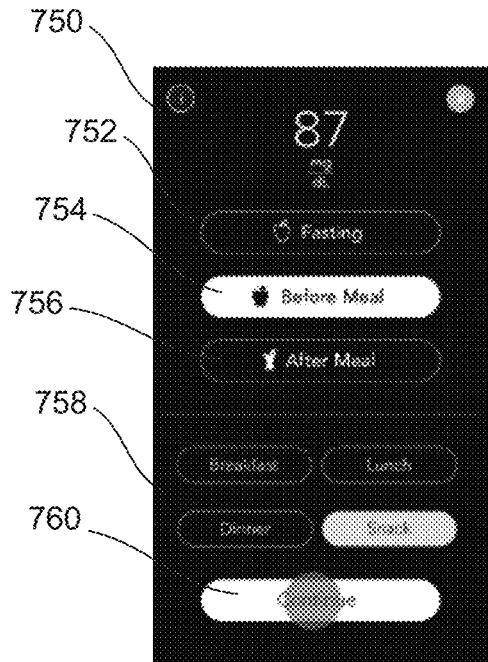 750
87
752
mg
dL
Fasting
754
Before Meal
756
After Meal
758
Breakfast Lunch
Dinner Snack
760